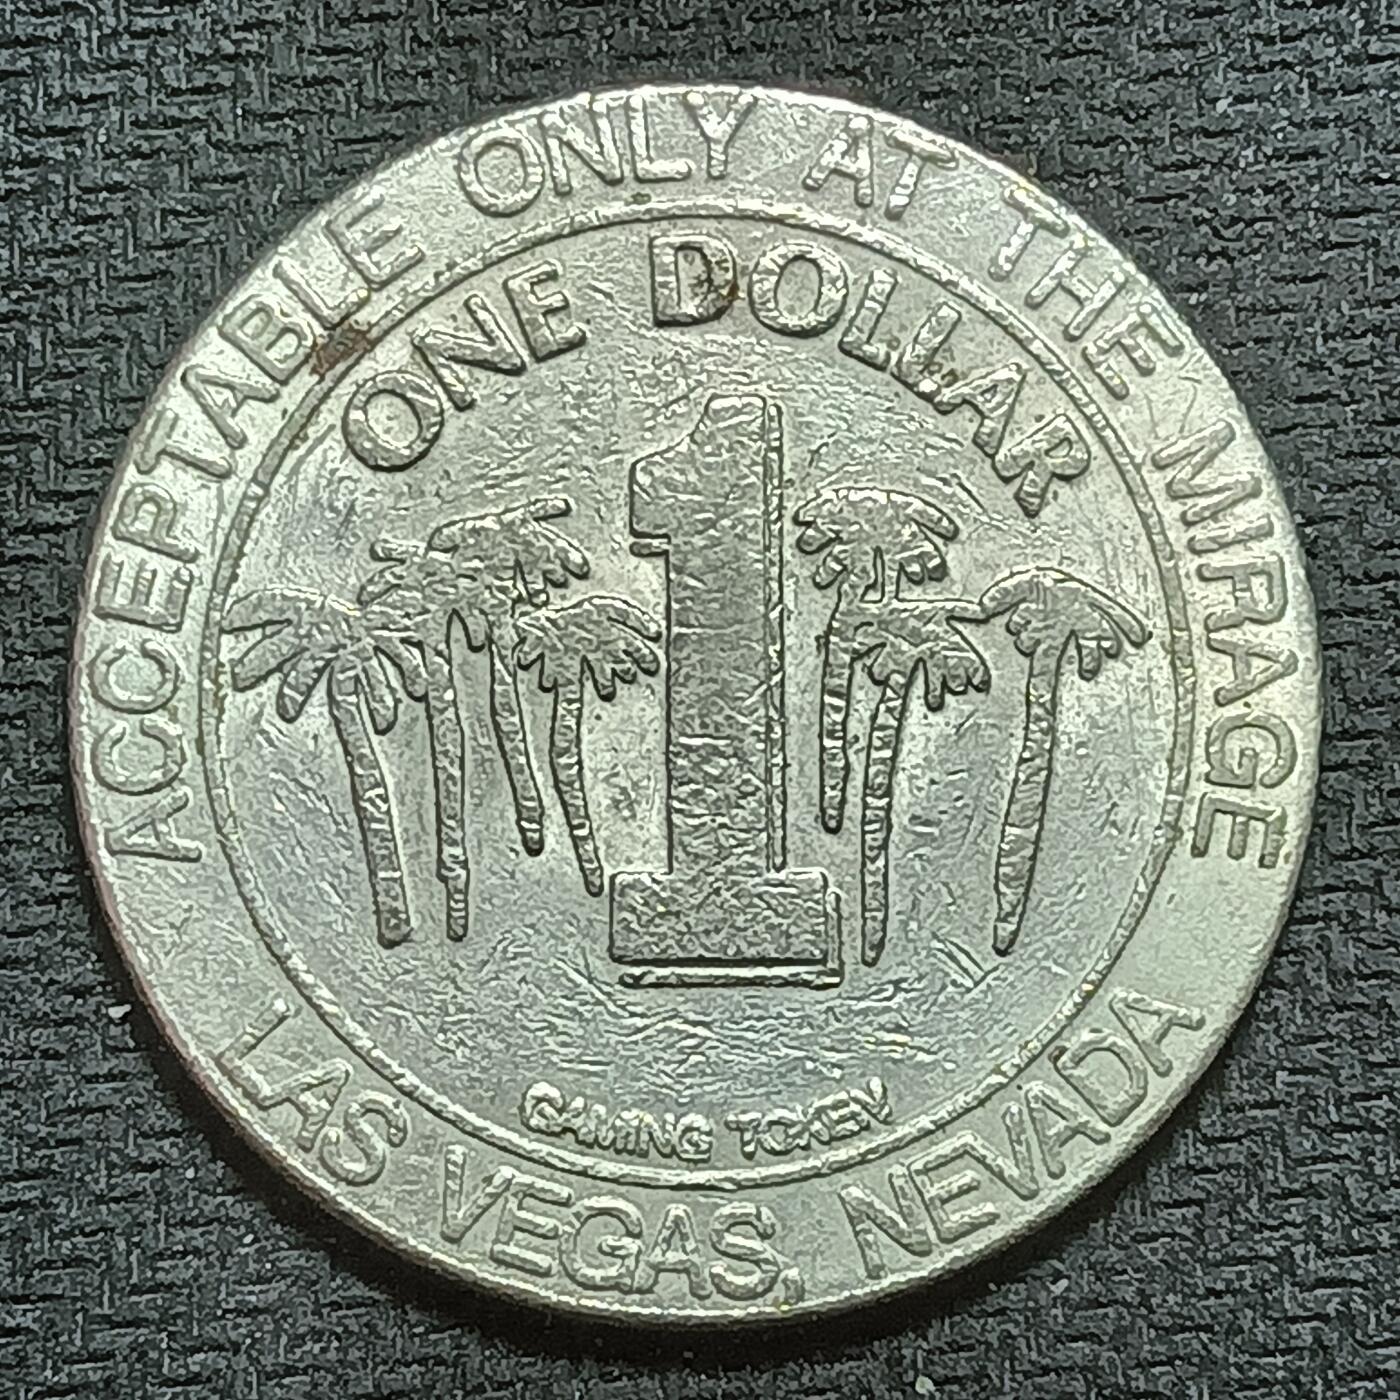 ACCEPTABLE ONLY AT THE MIRAGE
ONE DOLLAR
1
GAMING TOKEN
LAS VEGAS, NEVADA